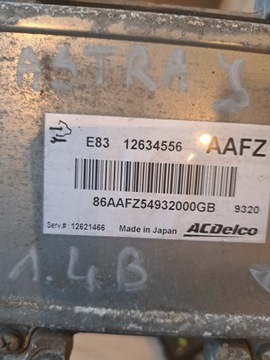 ASTRA J
E83 12634556 AAFZ
86AAFZ54932000GB 9320
Serv.#: 12621466 Made in Japan ACDelco
1.4B